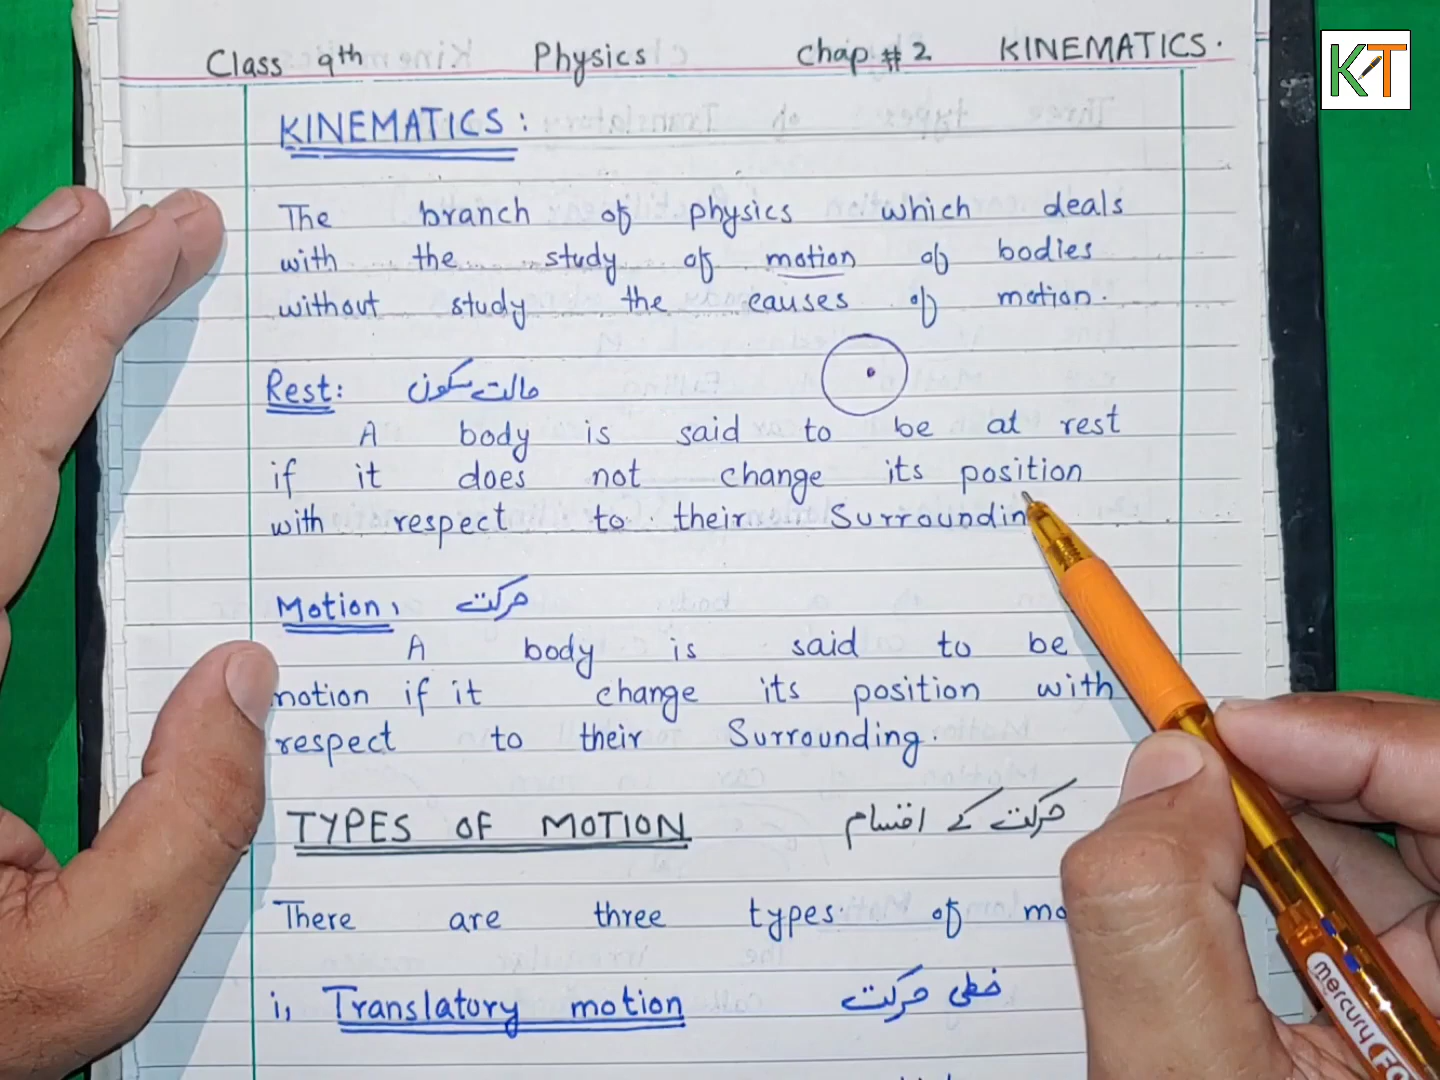 Class 9th Physics Chap # 2 KINEMATICS.
KT
KINEMATICS:
The branch of physics which deals
with the study of motion of bodies
without study the causes of motion.
Rest: حالت سکون
A body is said to be at rest
if it does not change its position
with respect to their Surroundin
Motion, حرکت
A body is said to be
motion if it change its position with
respect to their Surrounding.
TYPES OF MOTION حرکت کے اقسام
There are three types of mo
i, Translatory motion خطی حرکت
mercury